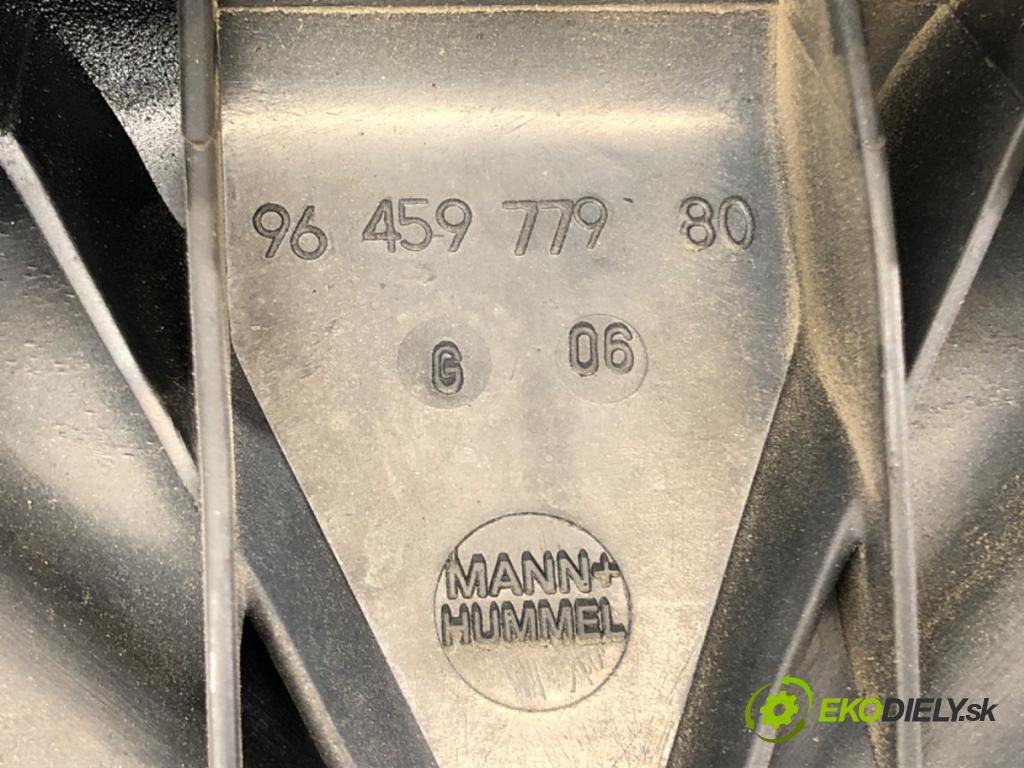 96 459 779 80
G 06
MANN+
HUMMEL
EKODIELY.sk